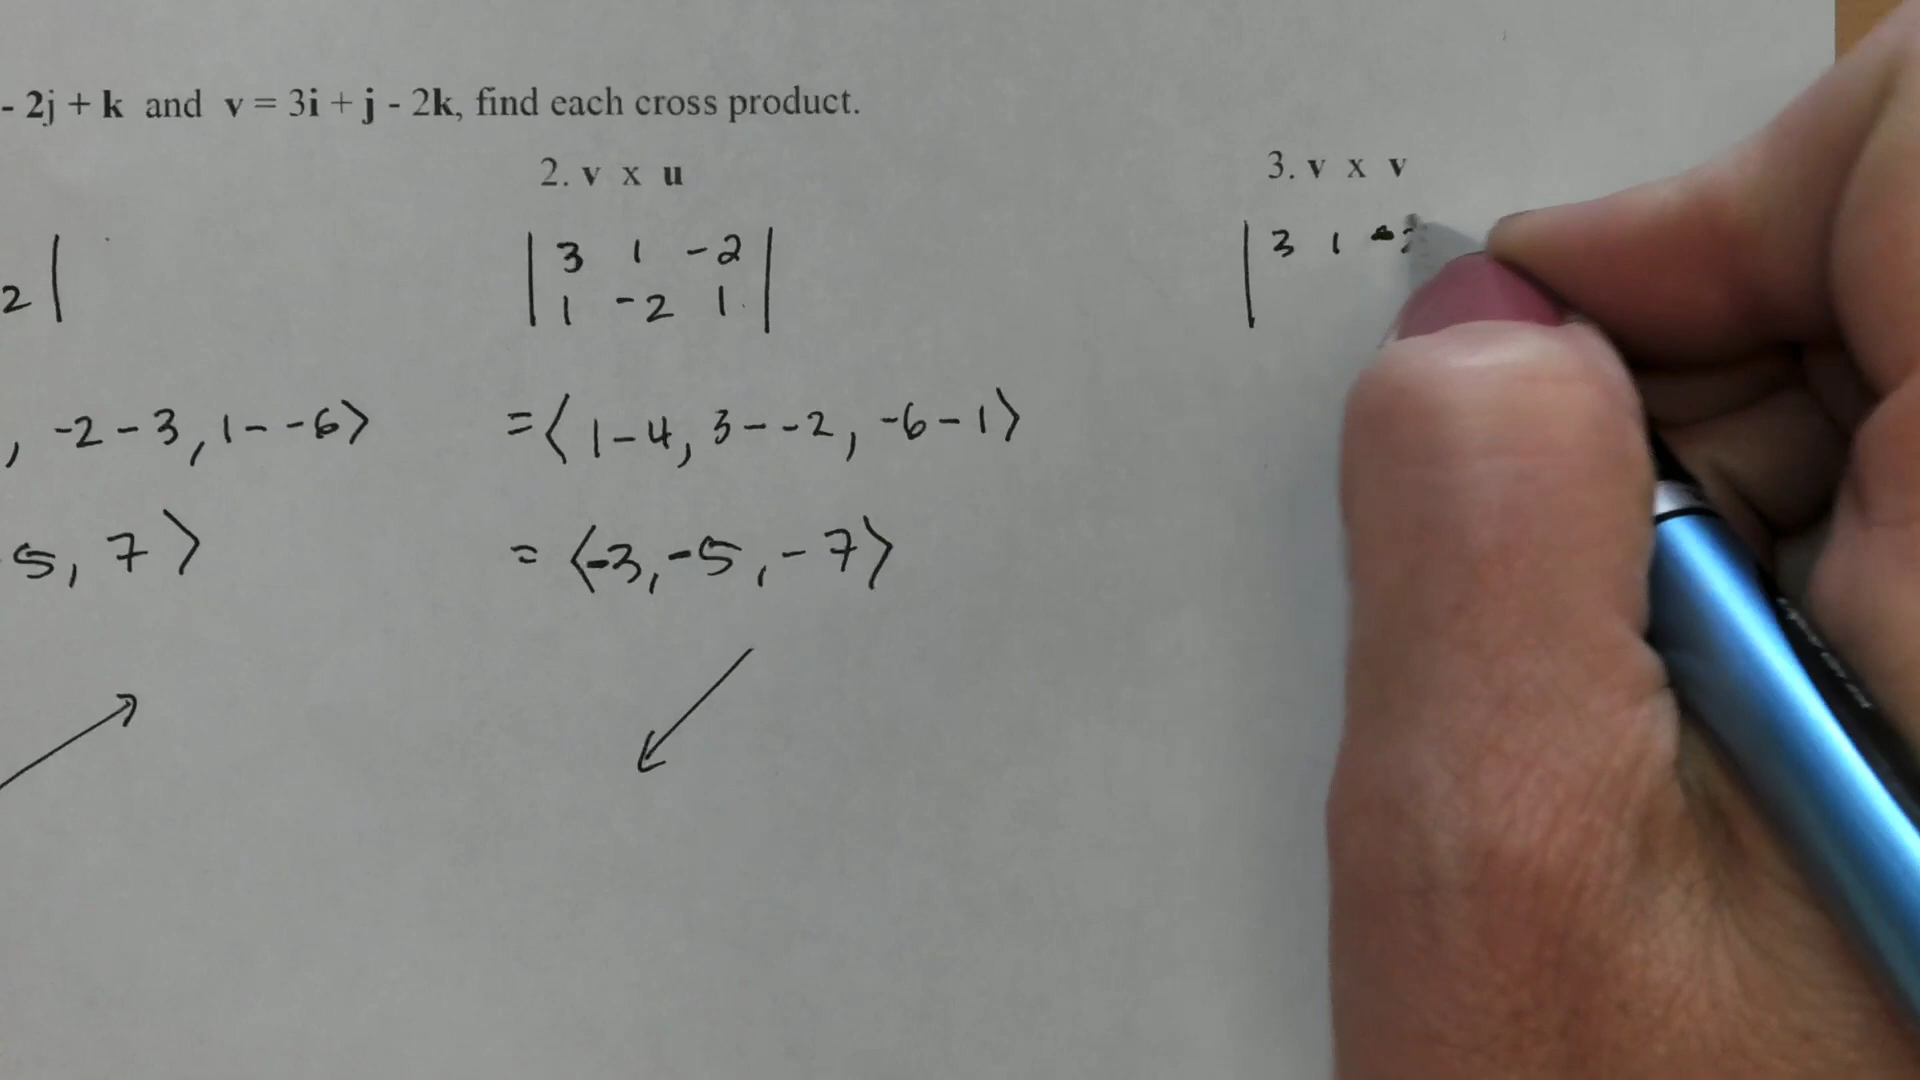 - 2j + k and v = 3i + j - 2k, find each cross product.
2. v x u
3. v x v
2 |
| 3 1 -2 |
| 1 -2 1 |
| 3 1 -2
, -2-3, 1--6⟩
=⟨1-4, 3--2, -6-1⟩
5, 7⟩
= ⟨-3, -5, -7⟩